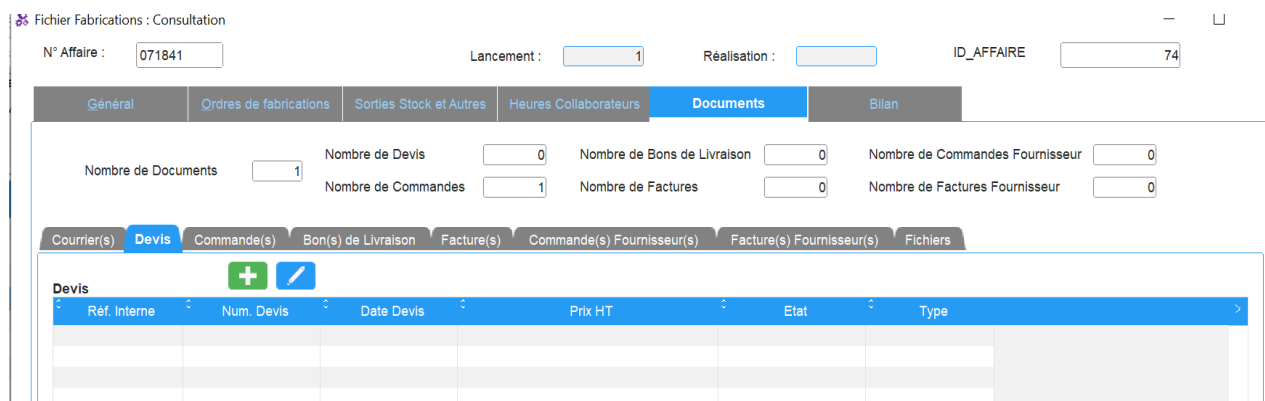 Fichier Fabrications : Consultation
N° Affaire : 071841 Lancement : 1 Réalisation : ID_AFFAIRE 74
Général Ordres de fabrications Sorties Stock et Autres Heures Collaborateurs Documents Bilan
Nombre de Devis 0 Nombre de Bons de Livraison 0 Nombre de Commandes Fournisseur 0
Nombre de Documents 1
Nombre de Commandes 1 Nombre de Factures 0 Nombre de Factures Fournisseur 0
Courrier(s) Devis Commande(s) Bon(s) de Livraison Facture(s) Commande(s) Fournisseur(s) Facture(s) Fournisseur(s) Fichiers
Devis
Réf. Interne Num. Devis Date Devis Prix HT Etat Type